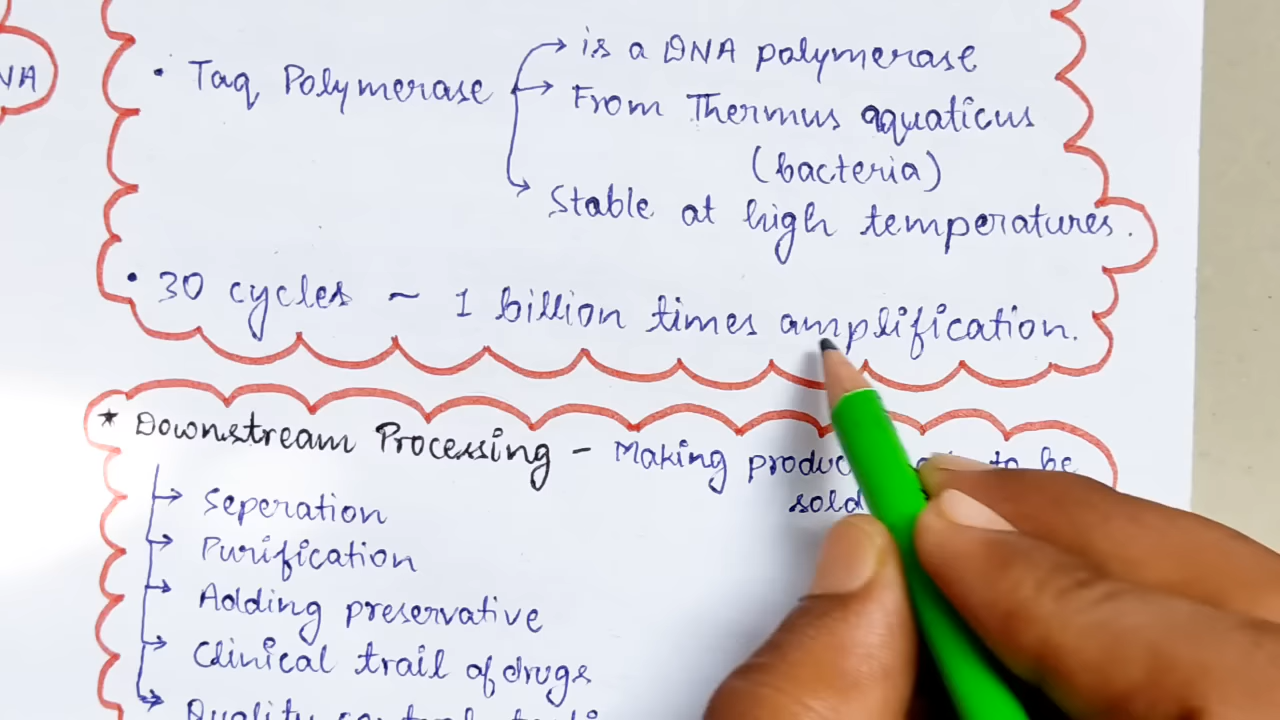 NA
• Taq Polymerase → is a DNA polymerase
→ From Thermus aquaticus
(bacteria)
→ Stable at high temperatures.
• 30 cycles ~ 1 billion times amplification.
* Downstream Processing - Making to be
sold
→ Seperation
→ Purification
→ Adding preservative
→ Clinical trail of drugs
→ Quality